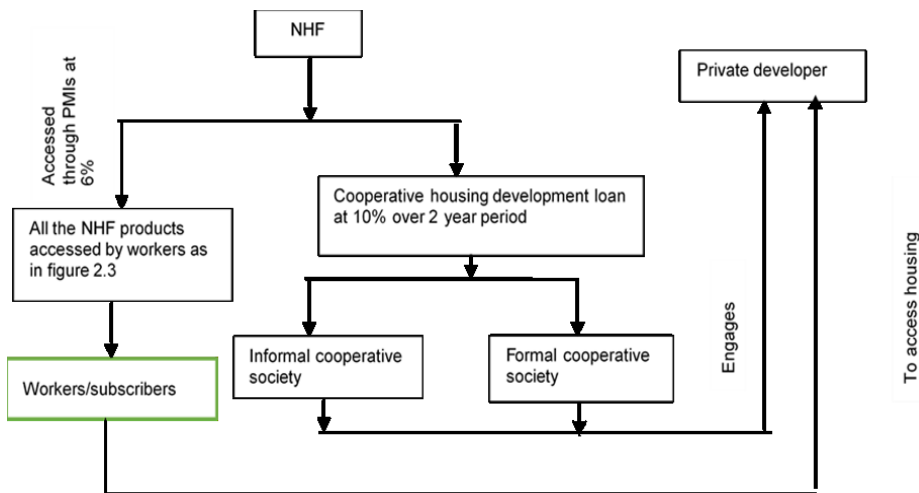 NHF
Private developer
Accessed
through PMIs at
6%
Cooperative housing development loan
at 10% over 2 year period
All the NHF products
accessed by workers as
in figure 2.3
Informal cooperative
society
Formal cooperative
society
Workers/subscribers
Engages
To access housing